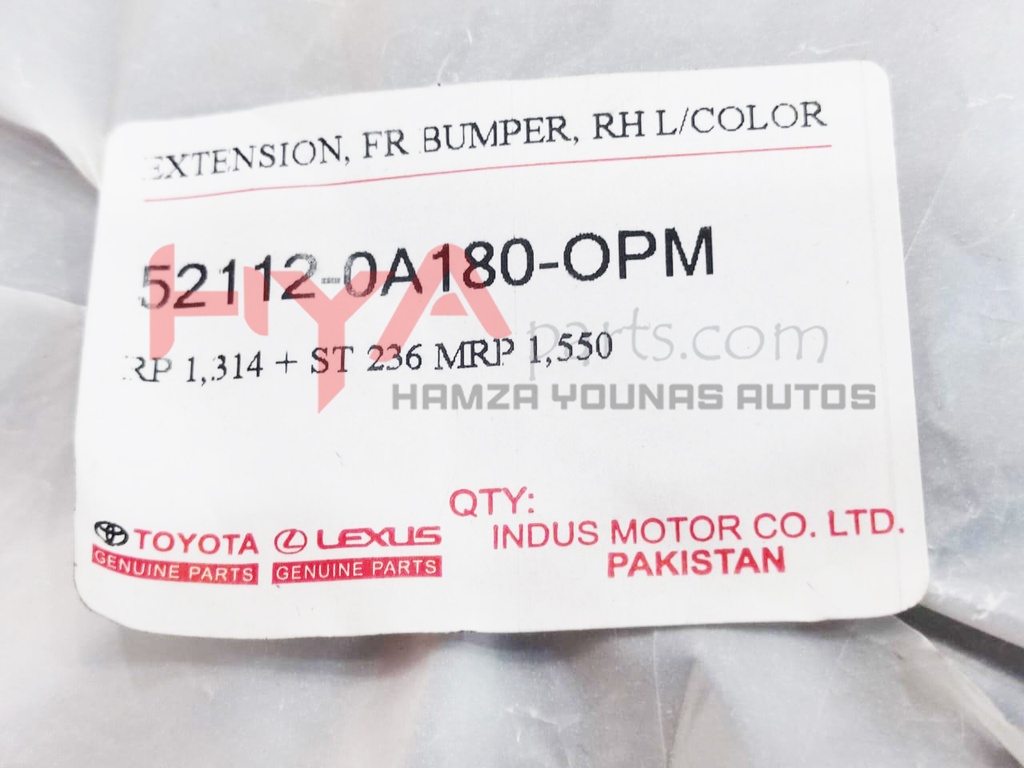 EXTENSION, FR BUMPER, RH L/COLOR
52112-0A180-OPM
RP 1,314 + ST 236 MRP 1,550
HYA parts.com
HAMZA YOUNAS AUTOS
QTY:
TOYOTA LEXUS INDUS MOTOR CO. LTD.
GENUINE PARTS GENUINE PARTS PAKISTAN